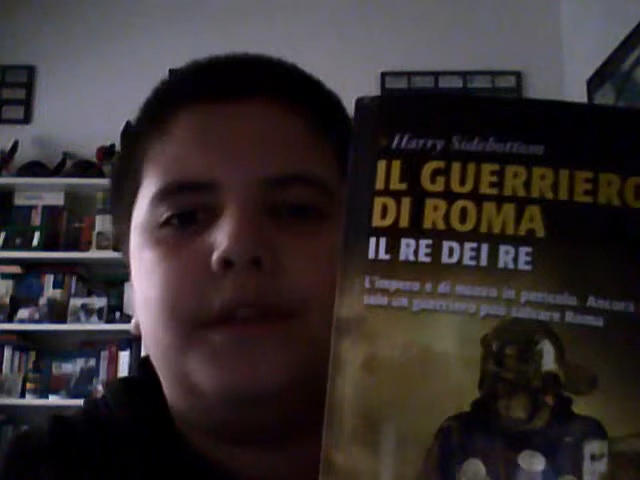 Harry Sidebottom
IL GUERRIERO
DI ROMA
IL RE DEI RE
L'impero è di nuovo in pericolo. Ancora
solo un guerriero può salvare Roma